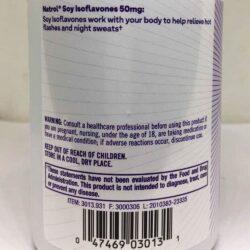 Natrol® Soy Isoflavones 50mg:
Soy Isoflavones work with your body to help relieve hot
flashes and night sweats†
WARNING: Consult a healthcare professional before using this product if
you are pregnant, nursing, under the age of 18, are taking medication or
have a medical condition; if adverse reactions occur, discontinue use.
KEEP OUT OF REACH OF CHILDREN.
STORE IN A COOL, DRY PLACE.
†These statements have not been evaluated by the Food and Drug
Administration. This product is not intended to diagnose, treat, cure
or prevent any disease.
ITEM: 3013.931 F: 3000306 L: 2010383-23335
0 47469 03013 1